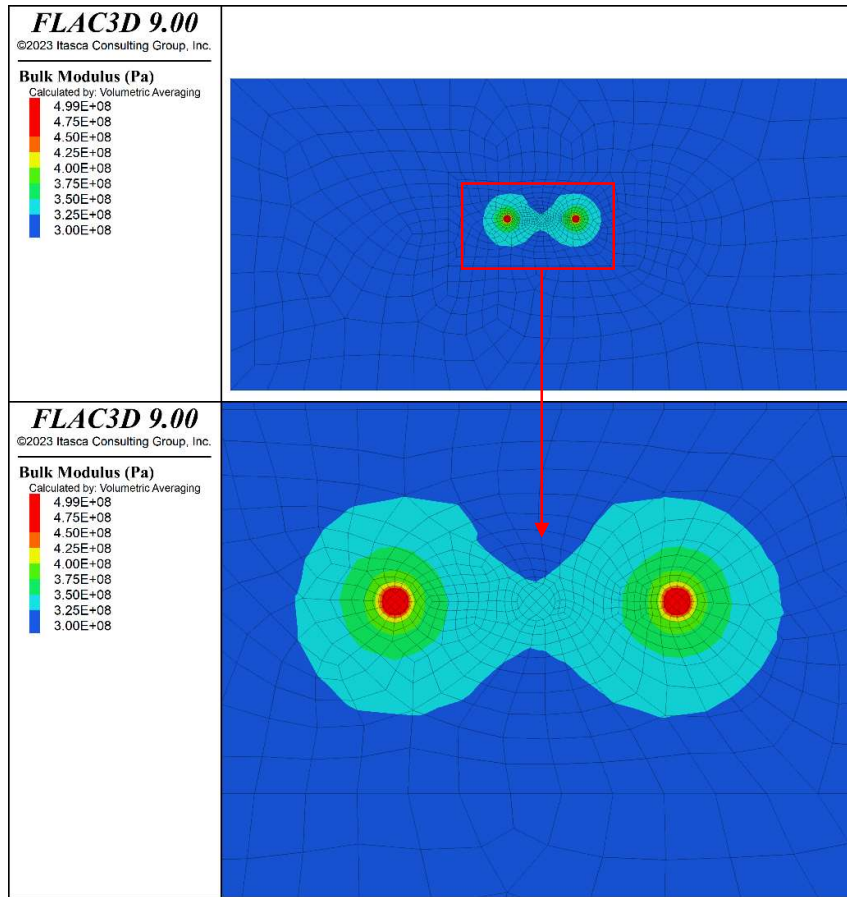 FLAC3D 9.00
©2023 Itasca Consulting Group, Inc.
Bulk Modulus (Pa)
Calculated by: Volumetric Averaging
4.99E+08
4.75E+08
4.50E+08
4.25E+08
4.00E+08
3.75E+08
3.50E+08
3.25E+08
3.00E+08
FLAC3D 9.00
©2023 Itasca Consulting Group, Inc.
Bulk Modulus (Pa)
Calculated by: Volumetric Averaging
4.99E+08
4.75E+08
4.50E+08
4.25E+08
4.00E+08
3.75E+08
3.50E+08
3.25E+08
3.00E+08